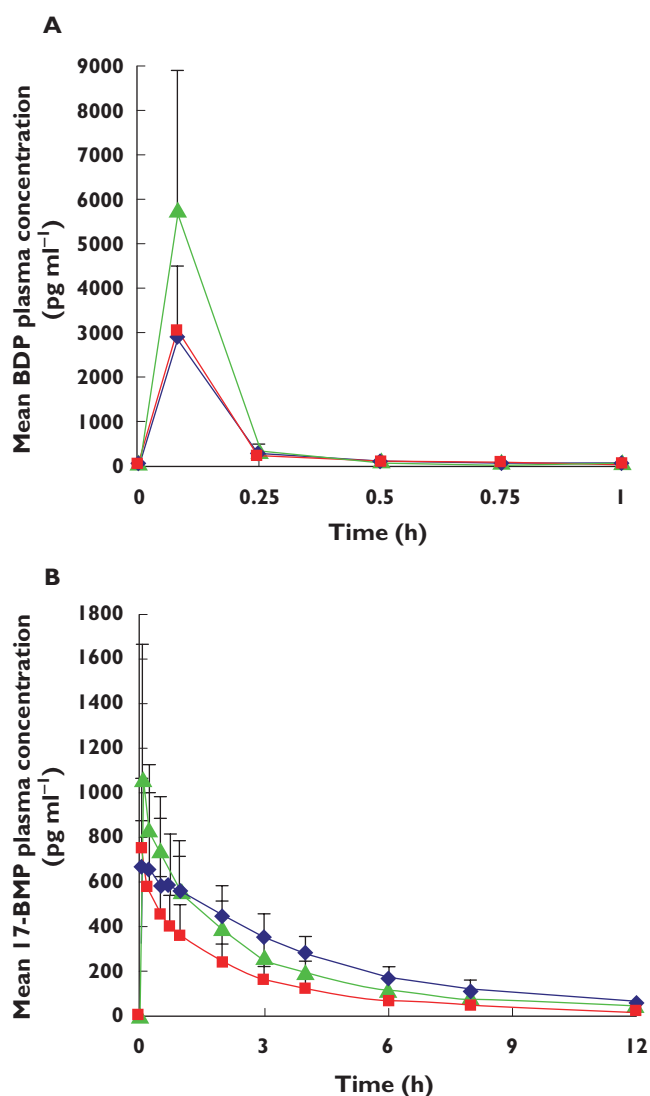 A
Mean BDP plasma concentration
(pg ml⁻¹)
9000
8000
7000
6000
5000
4000
3000
2000
1000
0
0 0.25 0.5 0.75 1
Time (h)
B
Mean 17-BMP plasma concentration
(pg ml⁻¹)
1800
1600
1400
1200
1000
800
600
400
200
0
0 3 6 9 12
Time (h)